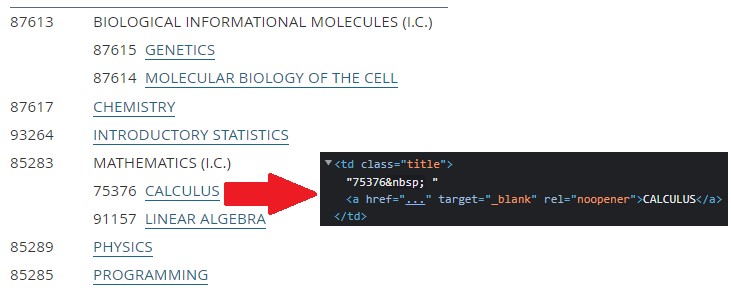 87613 BIOLOGICAL INFORMATIONAL MOLECULES (I.C.)
87615 GENETICS
87614 MOLECULAR BIOLOGY OF THE CELL
87617 CHEMISTRY
93264 INTRODUCTORY STATISTICS
85283 MATHEMATICS (I.C.)
75376 CALCULUS
91157 LINEAR ALGEBRA
85289 PHYSICS
85285 PROGRAMMING
<td class="title">
"75376&nbsp; "
<a href="..." target="_blank" rel="noopener">CALCULUS</a>
</td>